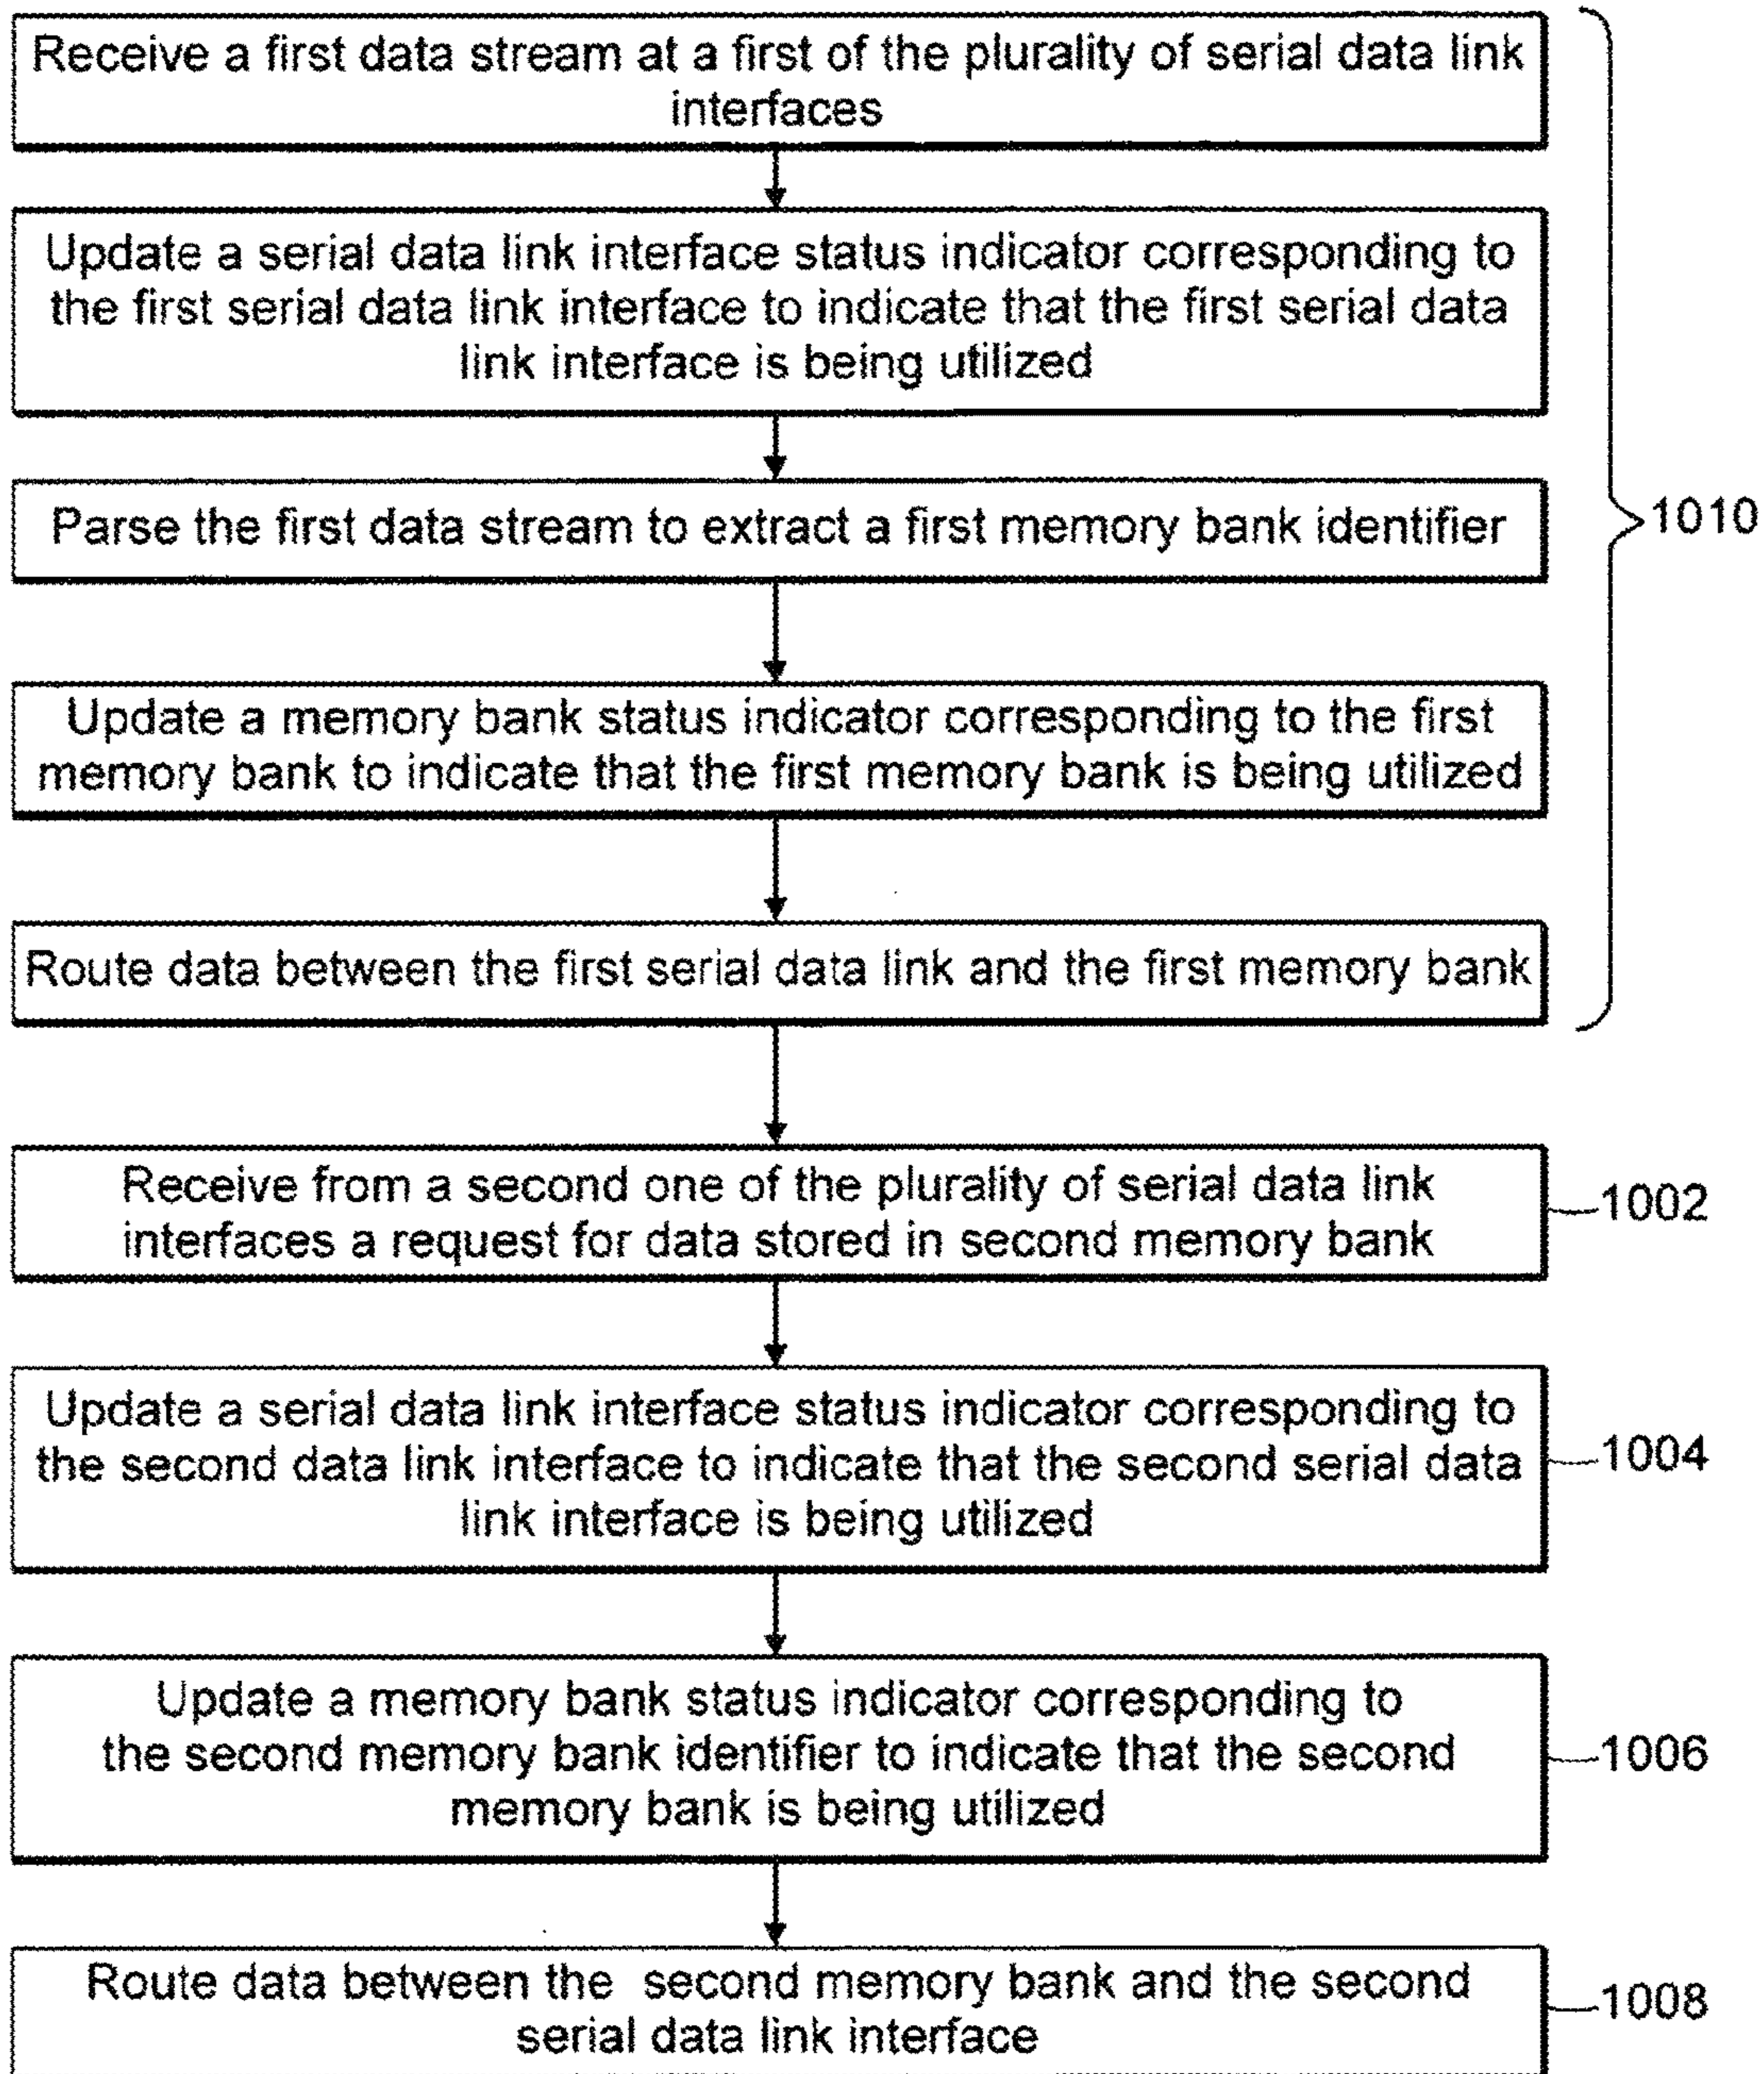 Receive a first data stream at a first of the plurality of serial data link
interfaces
Update a serial data link interface status indicator corresponding to
the first serial data link interface to indicate that the first serial data
link interface is being utilized
Parse the first data stream to extract a first memory bank identifier
1010
Update a memory bank status indicator corresponding to the first
memory bank to indicate that the first memory bank is being utilized
Route data between the first serial data link and the first memory bank
Receive from a second one of the plurality of serial data link
interfaces a request for data stored in second memory bank
1002
Update a serial data link interface status indicator corresponding to
the second data link interface to indicate that the second serial data
link interface is being utilized
1004
Update a memory bank status indicator corresponding to
the second memory bank identifier to indicate that the second
memory bank is being utilized
1006
Route data between the second memory bank and the second
serial data link interface
1008